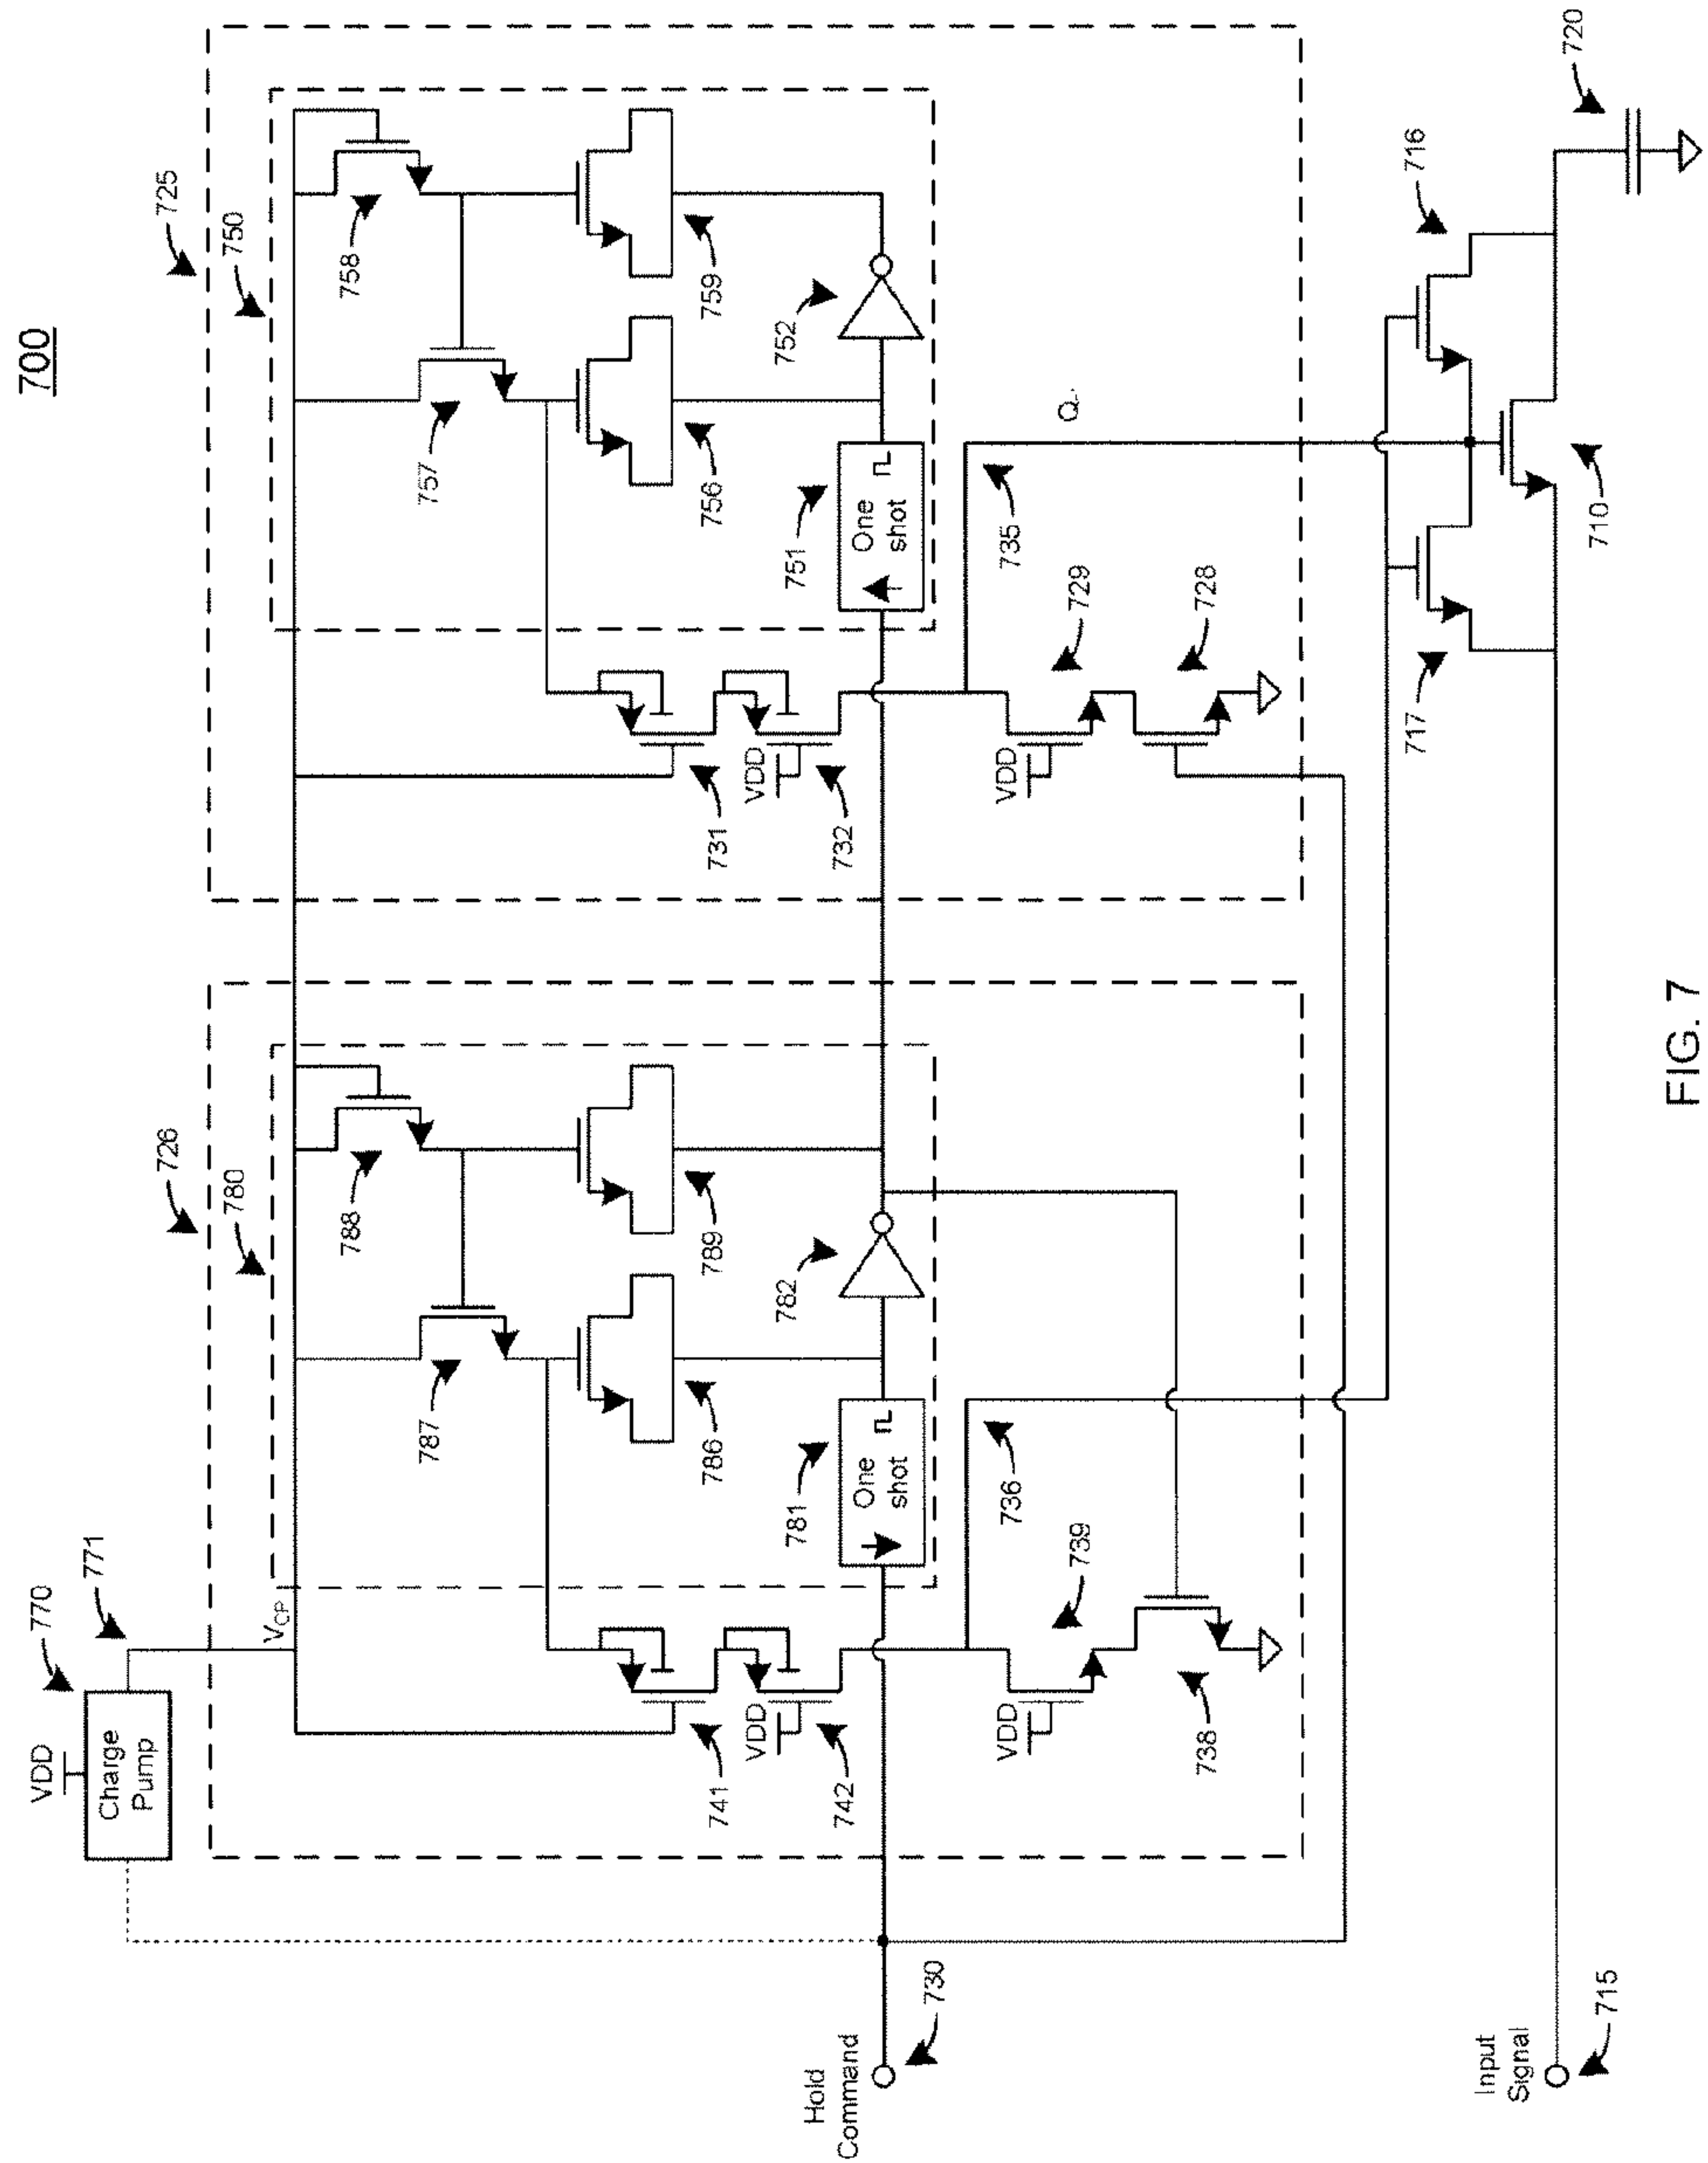 700
725
750
758
757
759
756
752
751
One
shot
731
VDD
732
735
Q
VDD
729
728
716
720
717
710
726
780
788
787
789
786
782
781
One
shot
VDD
770
Charge
Pump
771
VCP
741
VDD
742
736
VDD
739
738
Hold
Command
730
Input
Signal
715
FIG. 7